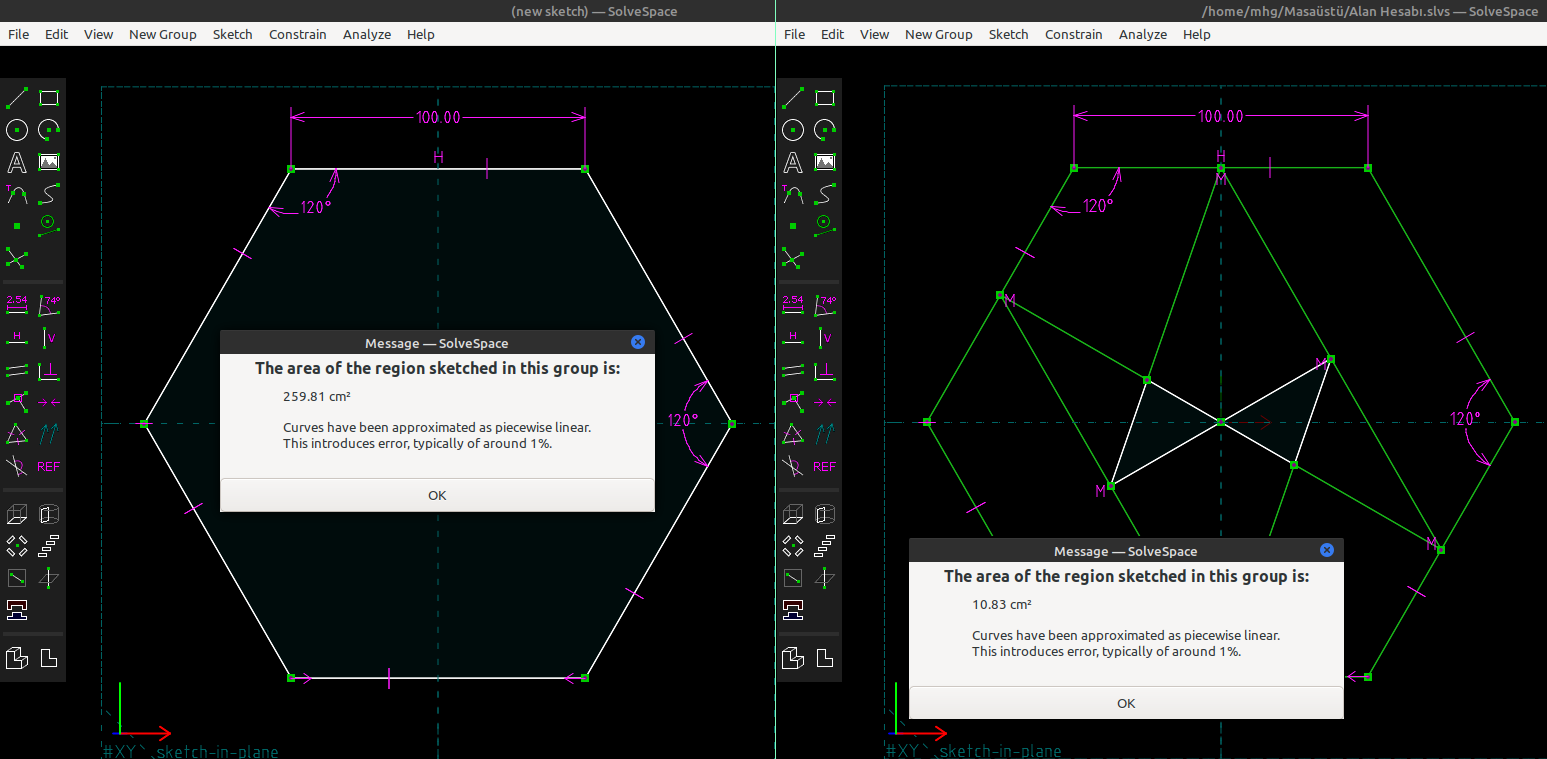 (new sketch) — SolveSpace
File Edit View New Group Sketch Constrain Analyze Help
100.00
H
120°
120°
2.54
74°
H
V
REF
T
A
Message — SolveSpace
The area of the region sketched in this group is:
259.81 cm²
Curves have been approximated as piecewise linear.
This introduces error, typically of around 1%.
OK
#XY`.sketch-in-plane
/home/mhg/Masaüstü/Alan Hesabı.slvs — SolveSpace
File Edit View New Group Sketch Constrain Analyze Help
100.00
H
M
120°
M
M
120°
M
M
T
A
2.54
74°
H
V
REF
Message — SolveSpace
The area of the region sketched in this group is:
10.83 cm²
Curves have been approximated as piecewise linear.
This introduces error, typically of around 1%.
OK
#XY`.sketch-in-plane